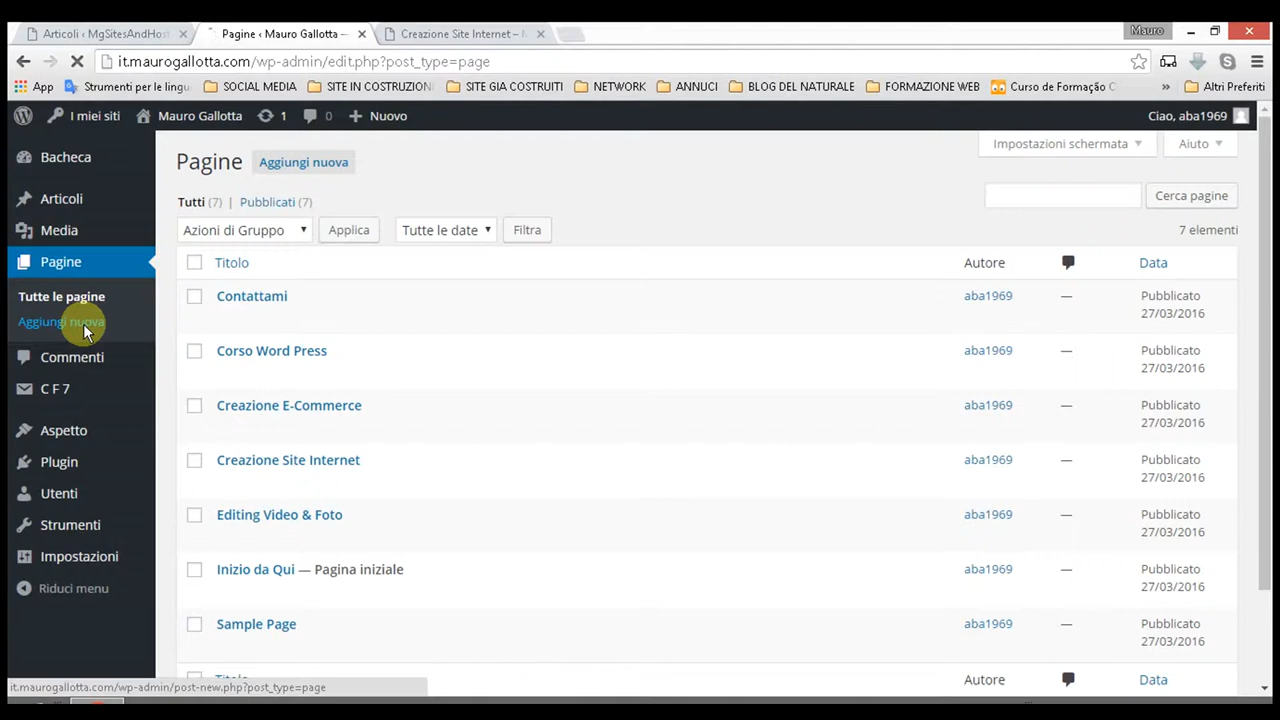 Articoli ‹ MgSitesAndHost
Pagine ‹ Mauro Gallotta
Creazione Site Internet –
Mauro
it.maurogallotta.com/wp-admin/edit.php?post_type=page
App
Strumenti per le lingu
SOCIAL MEDIA
SITE IN COSTRUZION
SITE GIA COSTRUITI
NETWORK
ANNUCI
BLOG DEL NATURALE
FORMAZIONE WEB
Curso de Formação
»
Altri Preferiti
I miei siti
Mauro Gallotta
1
0
Nuovo
Ciao, aba1969
Bacheca
Articoli
Media
Pagine
Tutte le pagine
Aggiungi nuova
Commenti
C F 7
Aspetto
Plugin
Utenti
Strumenti
Impostazioni
Riduci menu
Pagine
Aggiungi nuova
Impostazioni schermata
Aiuto
Tutti (7) | Pubblicati (7)
Cerca pagine
Azioni di Gruppo
Applica
Tutte le date
Filtra
7 elementi
Titolo
Autore
Data
Contattami
aba1969
—
Pubblicato
27/03/2016
Corso Word Press
aba1969
—
Pubblicato
27/03/2016
Creazione E-Commerce
aba1969
—
Pubblicato
27/03/2016
Creazione Site Internet
aba1969
—
Pubblicato
27/03/2016
Editing Video & Foto
aba1969
—
Pubblicato
27/03/2016
Inizio da Qui — Pagina iniziale
aba1969
—
Pubblicato
27/03/2016
Sample Page
aba1969
—
Pubblicato
27/03/2016
Titolo
Autore
Data
it.maurogallotta.com/wp-admin/post-new.php?post_type=page